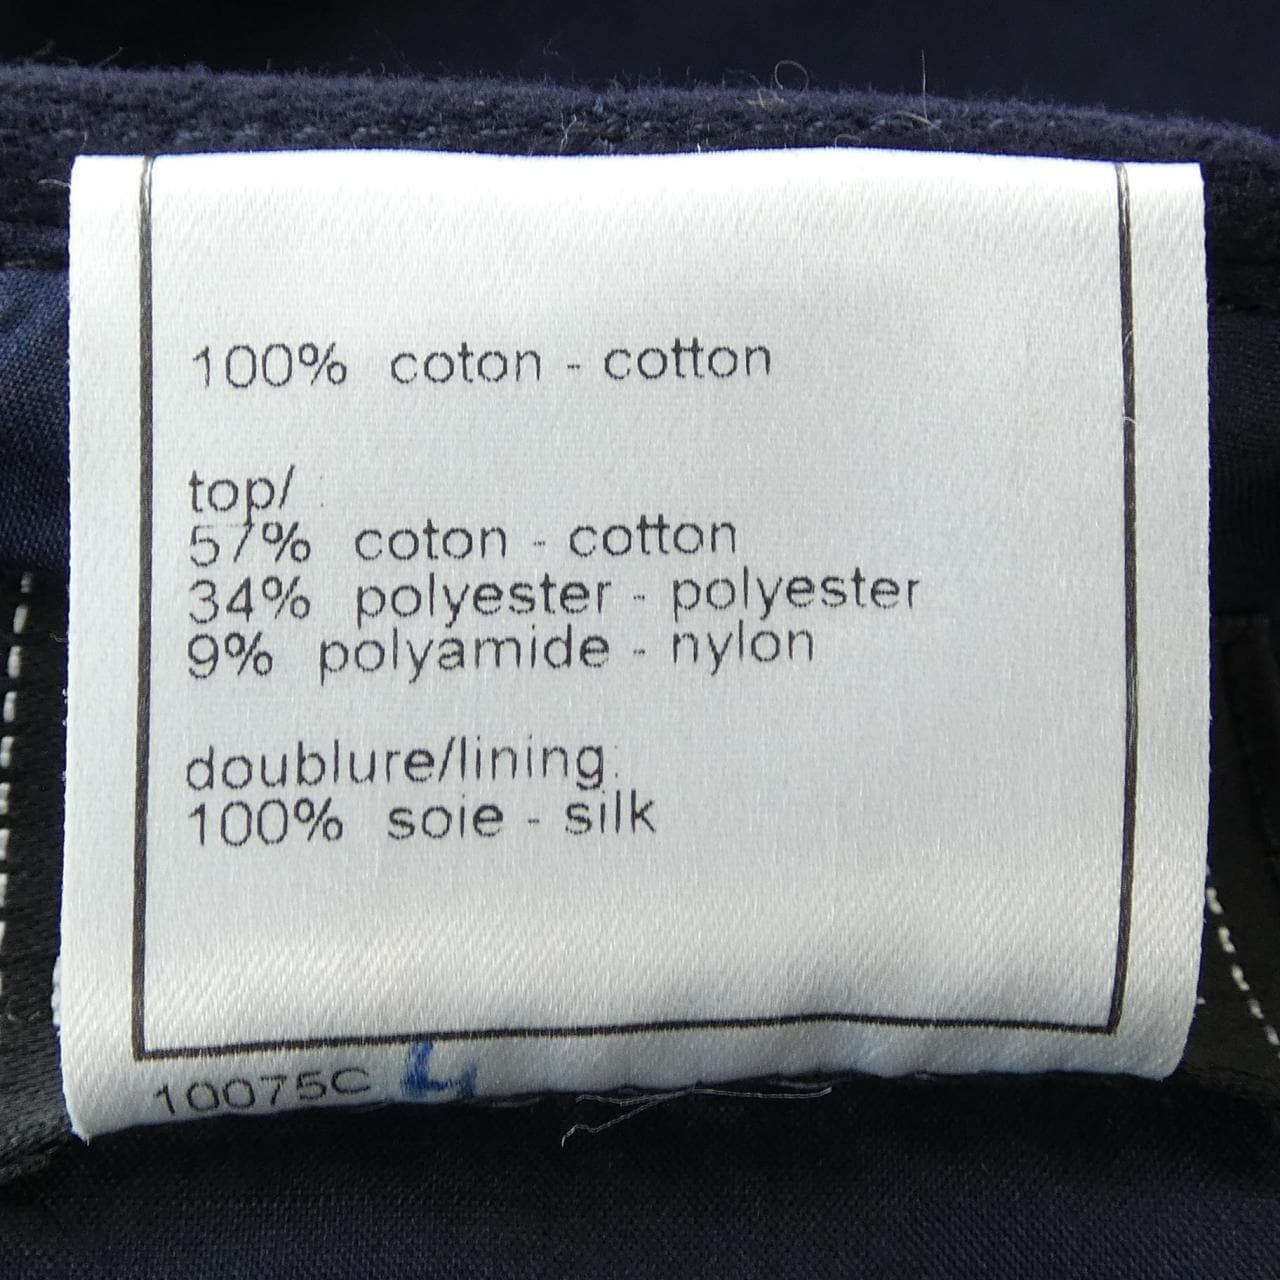 100% coton - cotton
top/
57% coton - cotton
34% polyester - polyester
9% polyamide - nylon
doublure/lining:
100% soie - silk
10075C